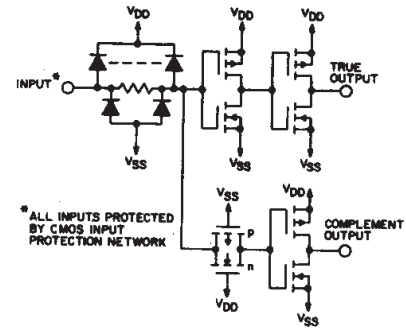 VDD
VDD
VDD
INPUT*
TRUE
OUTPUT
VSS
VSS
VSS
*ALL INPUTS PROTECTED
BY CMOS INPUT
PROTECTION NETWORK
VSS
VDD
p
n
COMPLEMENT
OUTPUT
VDD
VSS